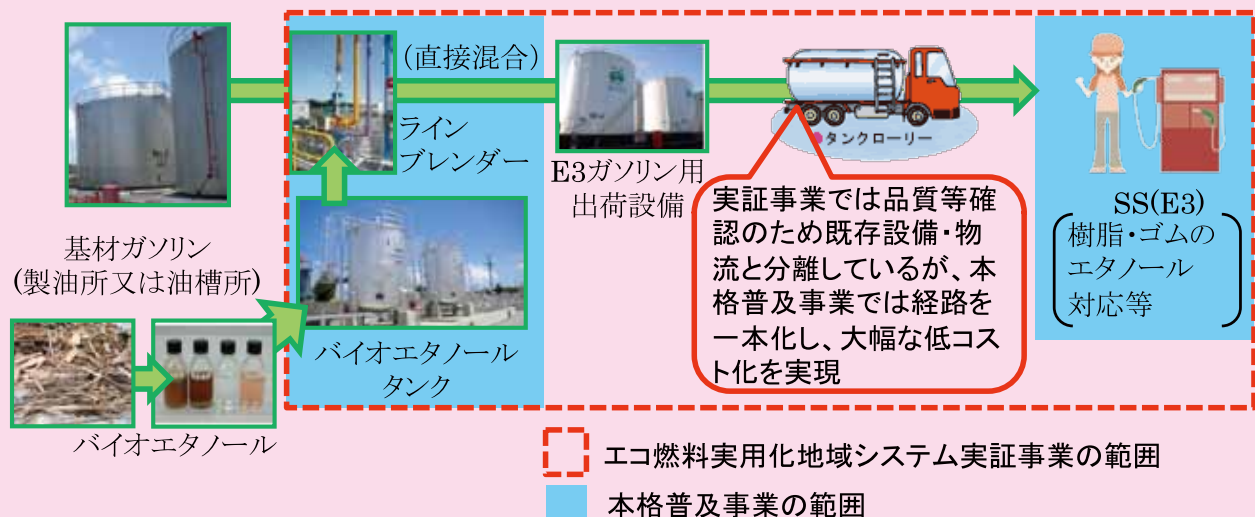 (直接混合)
ライン
ブレンダー
E3ガソリン用
出荷設備
タンクローリー
実証事業では品質等確
認のため既存設備・物
流と分離しているが、本
格普及事業では経路を
一本化し、大幅な低コス
ト化を実現
SS(E3)
樹脂・ゴムの
エタノール
対応等
基材ガソリン
(製油所又は油槽所)
バイオエタノール
タンク
バイオエタノール
エコ燃料実用化地域システム実証事業の範囲
本格普及事業の範囲